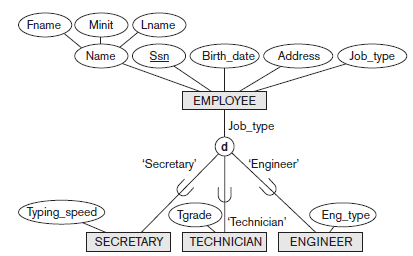 Fname Minit Lname
Name Ssn Birth_date Address Job_type
EMPLOYEE
Job_type
d
'Secretary' 'Engineer'
Typing_speed Tgrade 'Technician' Eng_type
SECRETARY TECHNICIAN ENGINEER